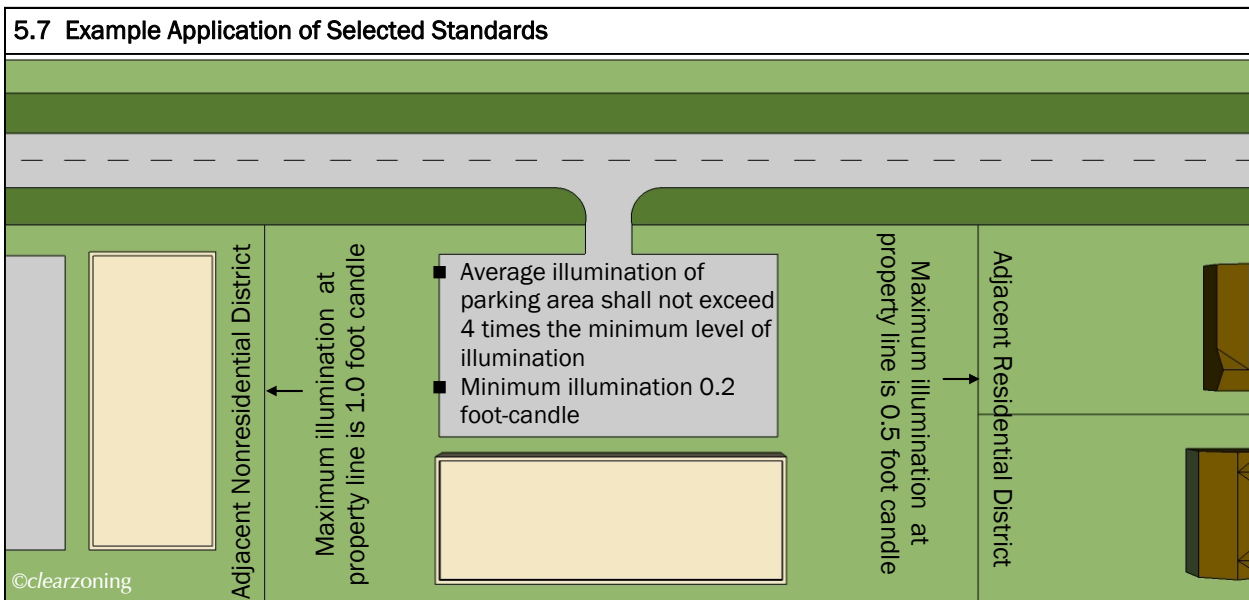 5.7 Example Application of Selected Standards
Adjacent Nonresidential District
Maximum illumination at
property line is 1.0 foot candle
■ Average illumination of
parking area shall not exceed
4 times the minimum level of
illumination
■ Minimum illumination 0.2
foot-candle
Maximum illumination at
property line is 0.5 foot candle
Adjacent Residential District
©clearzoning